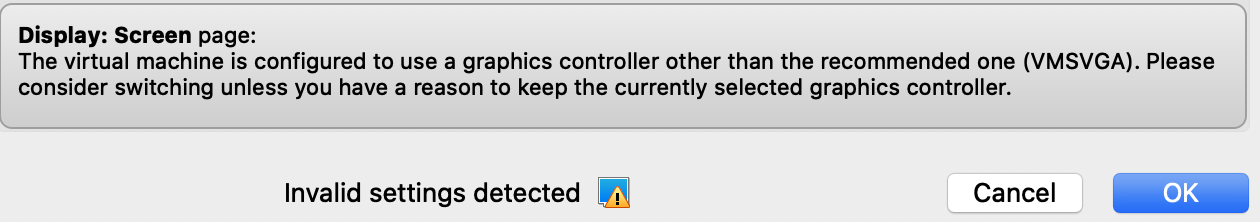 Display: Screen page:
The virtual machine is configured to use a graphics controller other than the recommended one (VMSVGA). Please
consider switching unless you have a reason to keep the currently selected graphics controller.
Invalid settings detected
Cancel
OK